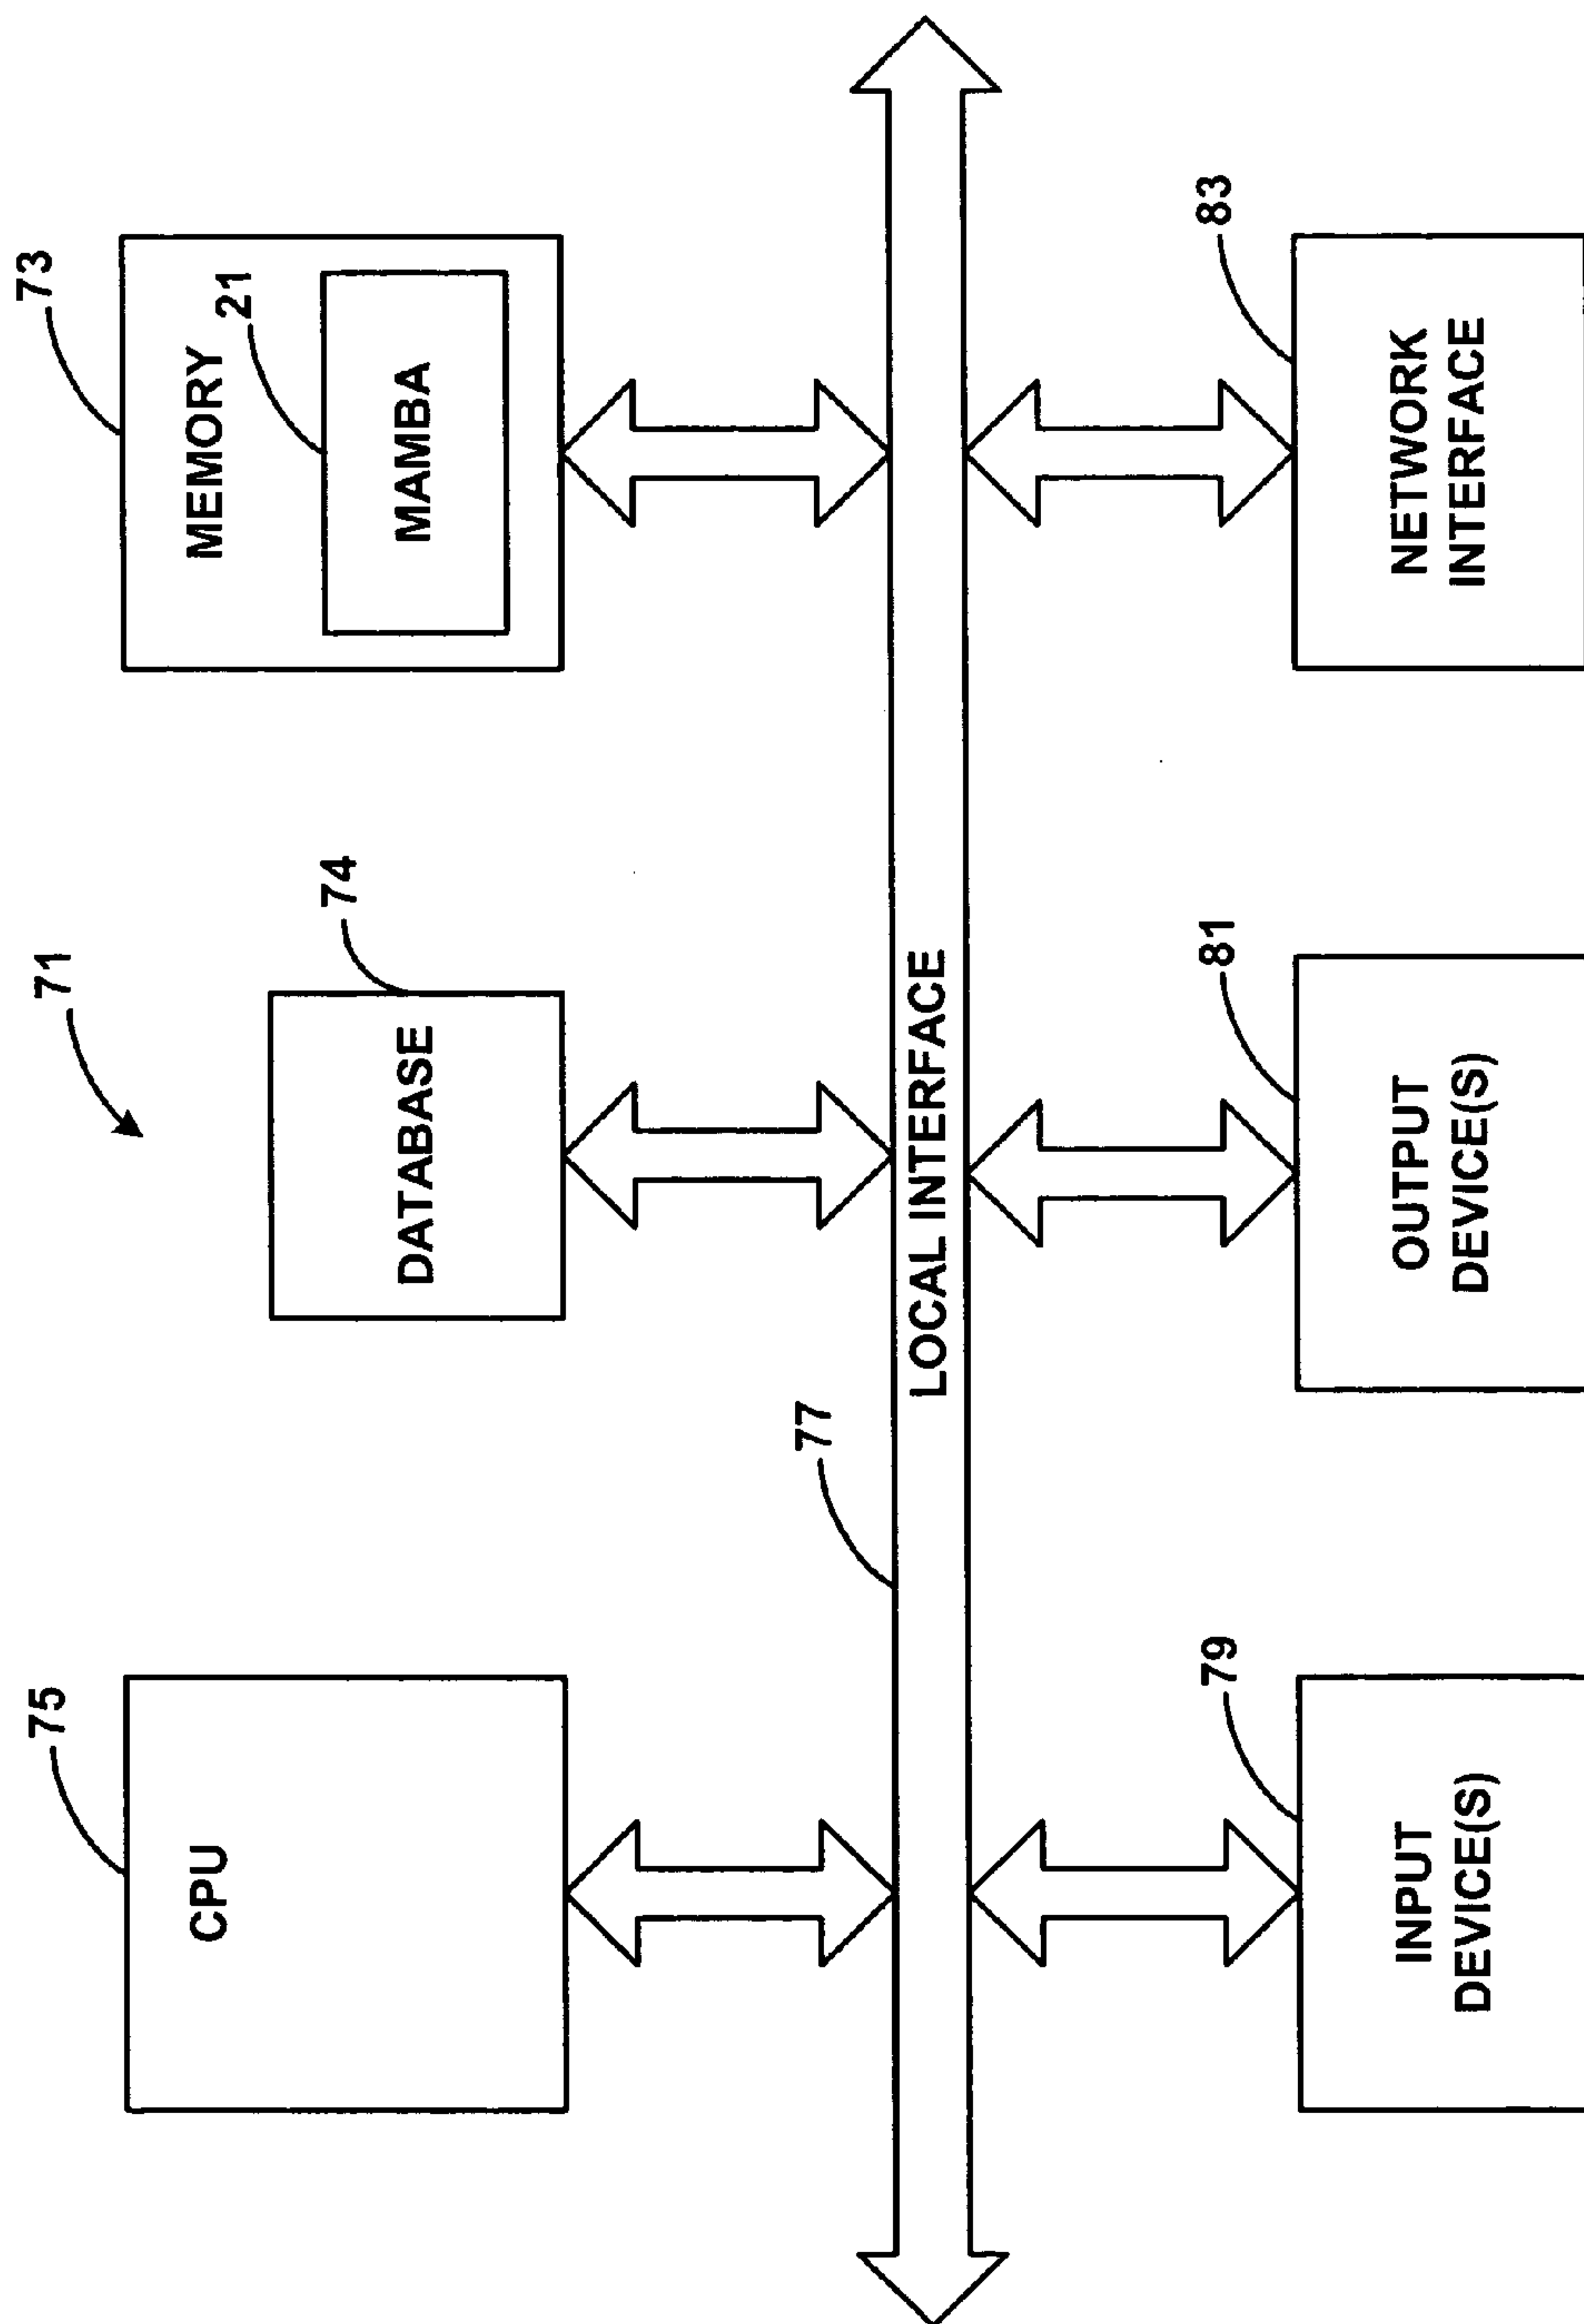 71
75
CPU
74
DATABASE
73
MEMORY
21
MAMBA
77
LOCAL INTERFACE
79
INPUT
DEVICE(S)
81
OUTPUT
DEVICE(S)
83
NETWORK
INTERFACE